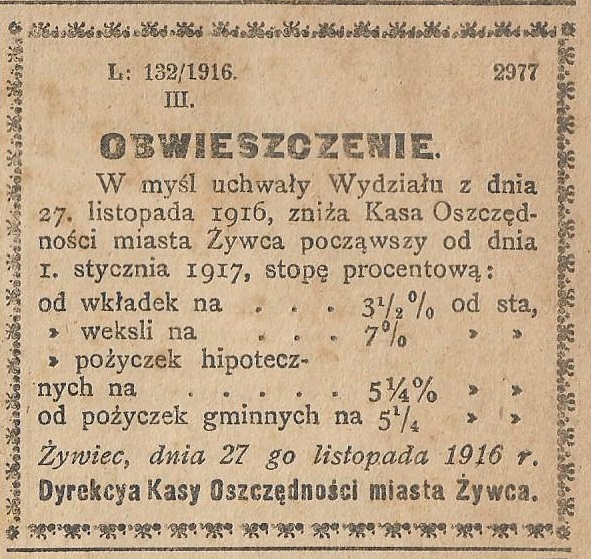 L: 132/1916. 2977
III.
OBWIESZCZENIE.
W myśl uchwały Wydziału z dnia
27. listopada 1916, zniża Kasa Oszczęd-
ności miasta Żywca począwszy od dnia
1. stycznia 1917, stopę procentową:
od wkładek na . . . 3½% od sta,
» weksli na . . . 7% » »
» pożyczek hipotecz-
nych na . . . . . 5¼% » »
od pożyczek gminnych na 5¼ » »
Żywiec, dnia 27 go listopada 1916 r.
Dyrekcya Kasy Oszczędności miasta Żywca.